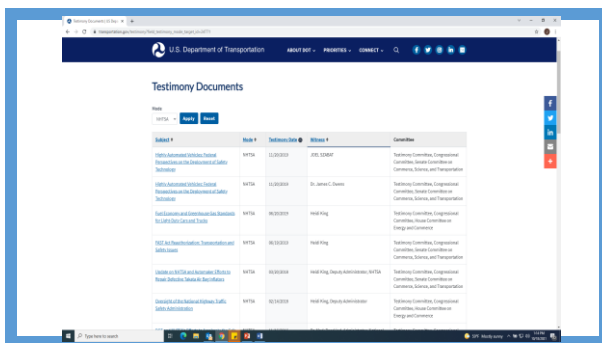 Testimony Documents | US Dep
transportation.gov/testimony
U.S. Department of Transportation
ABOUT DOT
PRIORITIES
CONNECT
Testimony Documents
Mode
NHTSA
Apply
Reset
Subject
Mode
Testimony Date
Witness
Committee
Highly Automated Vehicles: Federal
Perspectives on the Deployment of Safety
Technology
NHTSA
11/20/2019
JOEL SZABAT
Testimony Committee, Congressional
Committee, Senate Committee on
Commerce, Science, and Transportation
Highly Automated Vehicles: Federal
Perspectives on the Deployment of Safety
Technology
NHTSA
11/20/2019
Dr. James C. Owens
Testimony Committee, Congressional
Committee, Senate Committee on
Commerce, Science, and Transportation
Fuel Economy and Greenhouse Gas Standards
for Light Duty Cars and Trucks
NHTSA
06/20/2019
Heidi King
Testimony Committee, Congressional
Committee, House Committee on
Energy and Commerce
FAST Act Reauthorization: Transportation and
Safety Issues
NHTSA
Heidi King
Testimony Committee, Congressional
Committee, Senate Committee on
Commerce, Science, and Transportation
Update on NHTSA and Automaker Efforts to
Repair Defective Takata Air Bag Inflators
NHTSA
03/20/2018
Heidi King, Deputy Administrator, NHTSA
Testimony Committee, Congressional
Committee, Senate Committee on
Commerce, Science, and Transportation
Oversight of the National Highway Traffic
Safety Administration
NHTSA
02/14/2018
Heidi King, Deputy Administrator
Testimony Committee, Congressional
Committee, House Committee on
Energy and Commerce
Type here to search
Mostly sunny